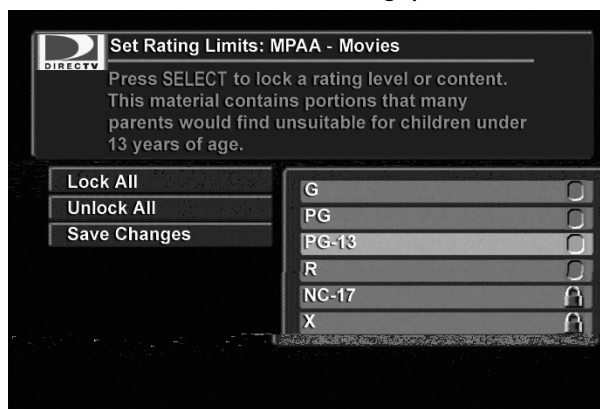 DIRECTV
Set Rating Limits: MPAA - Movies
Press SELECT to lock a rating level or content.
This material contains portions that many
parents would find unsuitable for children under
13 years of age.
Lock All
Unlock All
Save Changes
G
PG
PG-13
R
NC-17
X